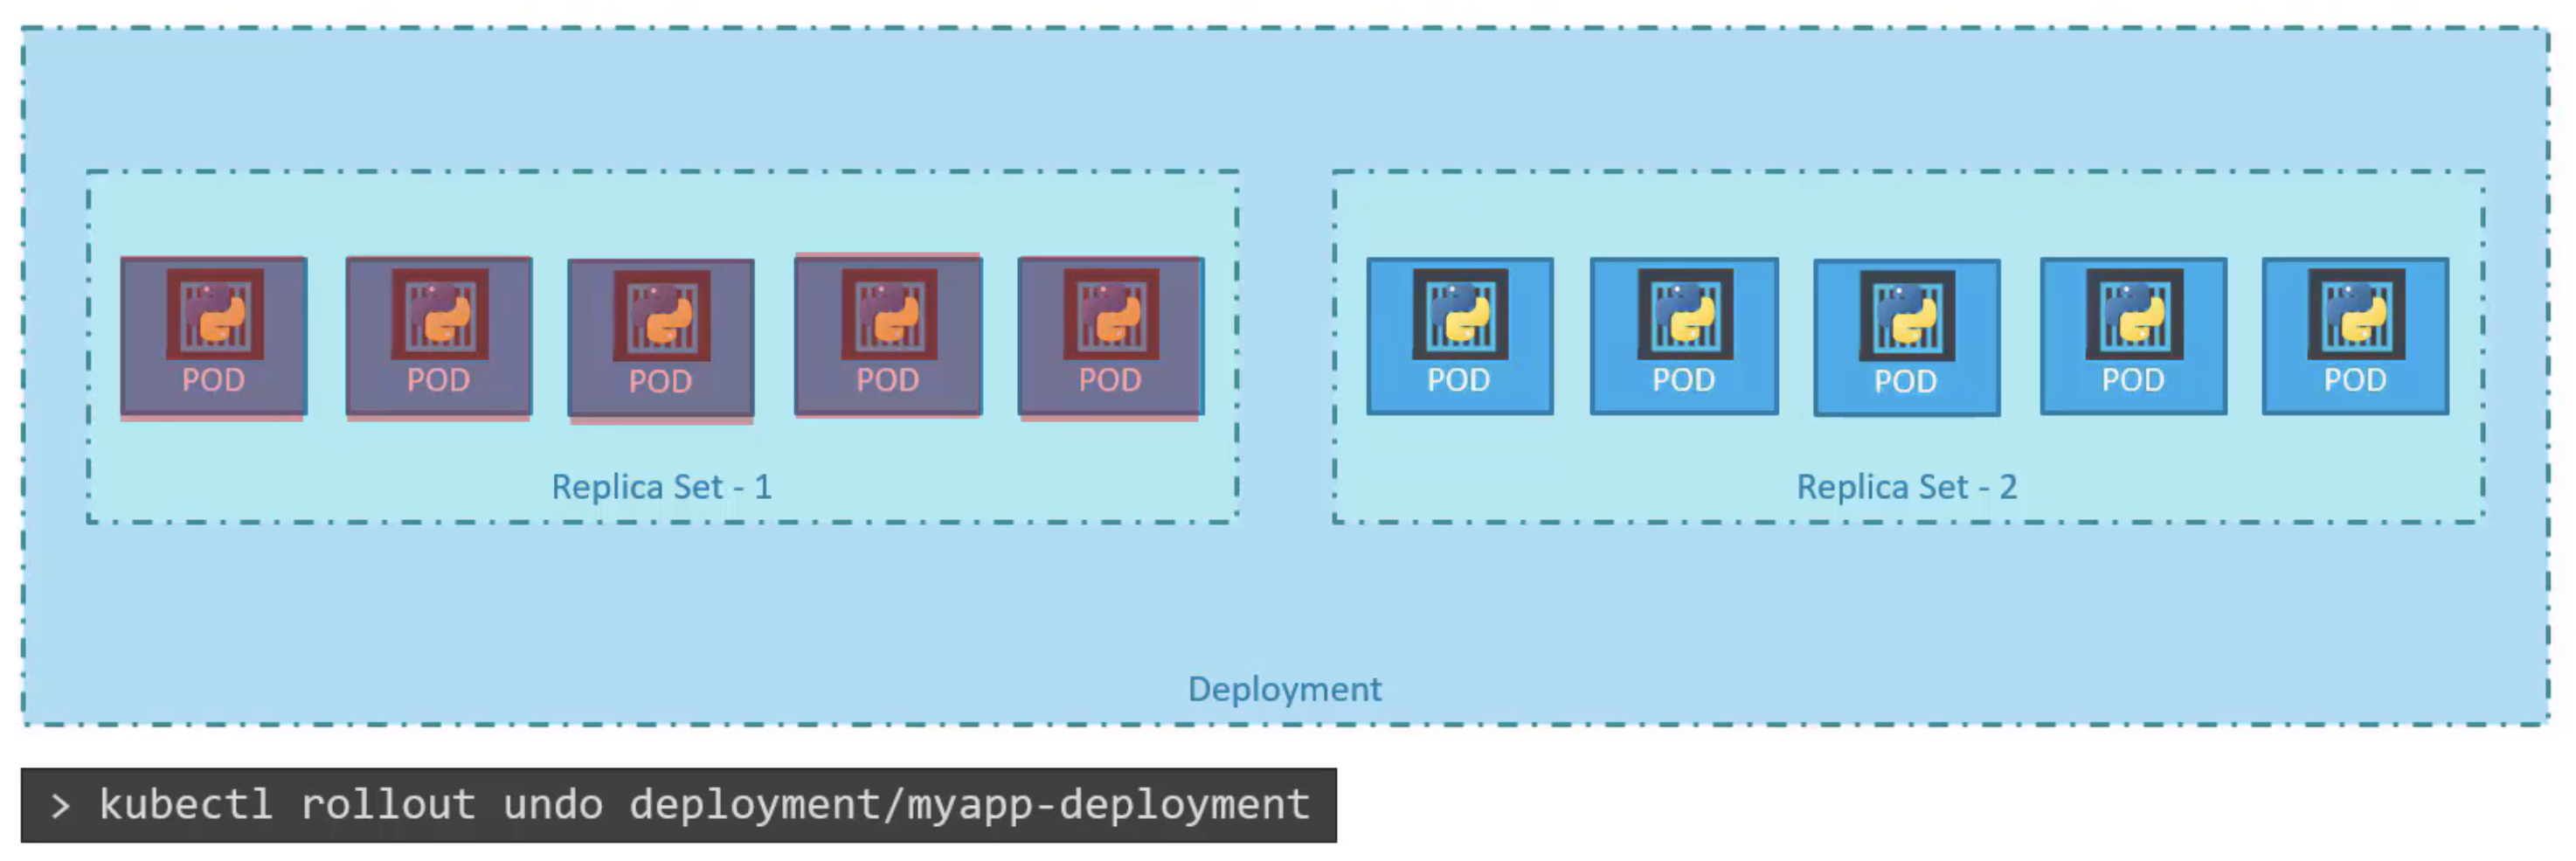 POD POD POD POD POD POD POD POD POD POD
Replica Set - 1 Replica Set - 2
Deployment
> kubectl rollout undo deployment/myapp-deployment